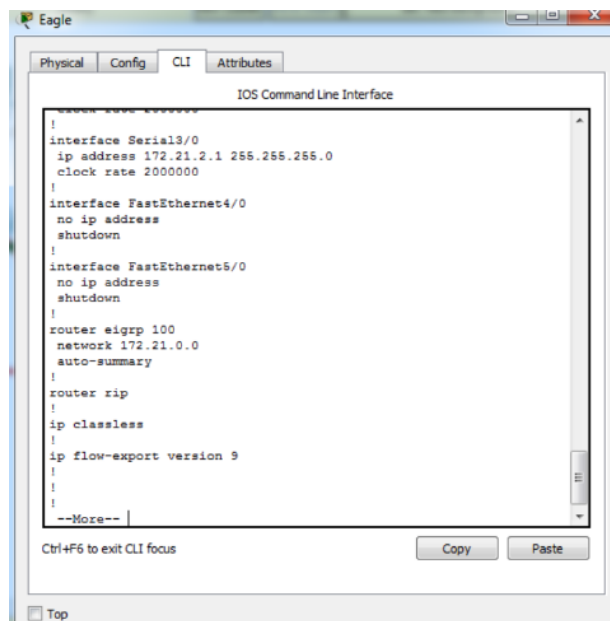 Eagle
Physical Config CLI Attributes
IOS Command Line Interface
clock rate 2000000
!
interface Serial3/0
ip address 172.21.2.1 255.255.255.0
clock rate 2000000
!
interface FastEthernet4/0
no ip address
shutdown
!
interface FastEthernet5/0
no ip address
shutdown
!
router eigrp 100
network 172.21.0.0
auto-summary
!
router rip
!
ip classless
!
ip flow-export version 9
!
!
!
--More--
Ctrl+F6 to exit CLI focus
Copy Paste
Top